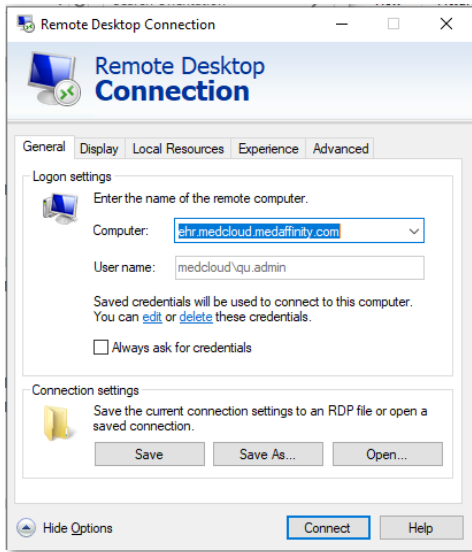 Remote Desktop Connection
Remote Desktop
Connection
General Display Local Resources Experience Advanced
Logon settings
Enter the name of the remote computer.
Computer: ehr.medcloud.medaffinity.com
User name: medcloud\qu.admin
Saved credentials will be used to connect to this computer.
You can edit or delete these credentials.
Always ask for credentials
Connection settings
Save the current connection settings to an RDP file or open a
saved connection.
Save Save As... Open...
Hide Options Connect Help